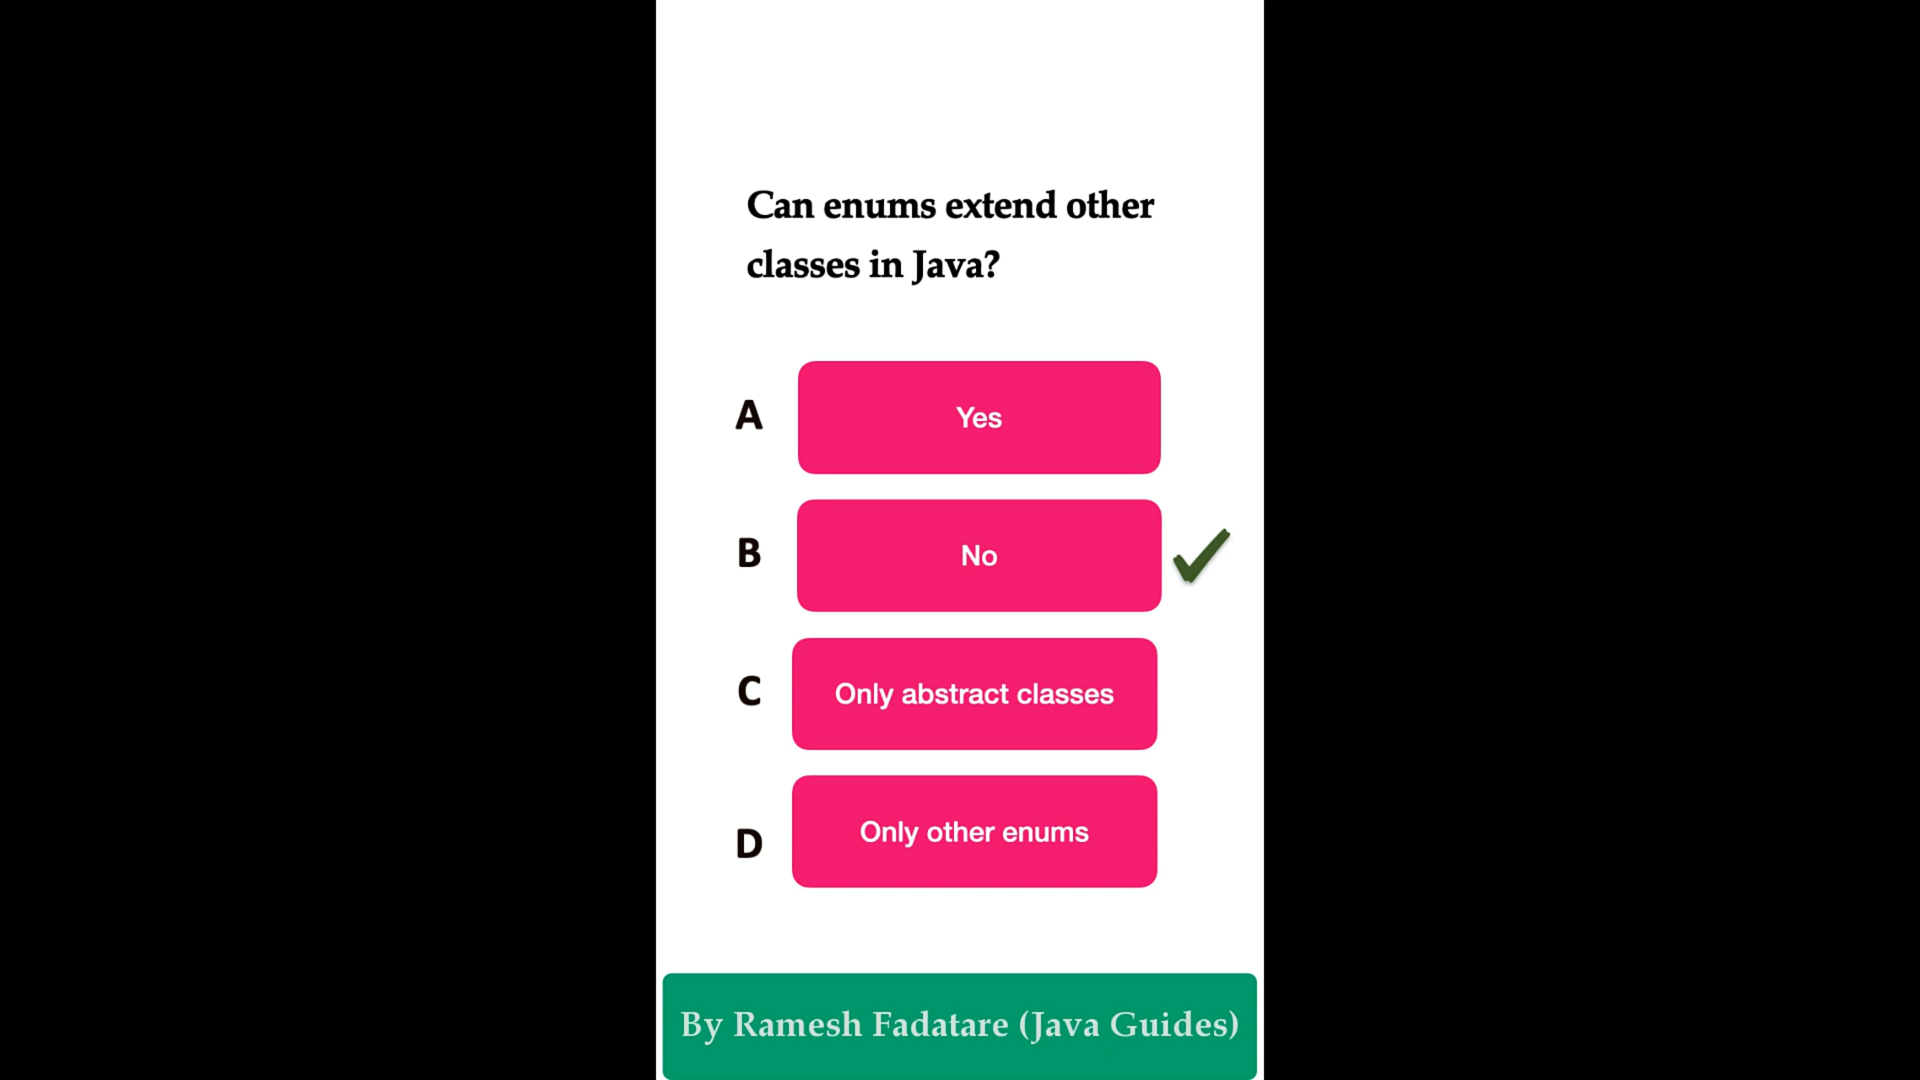 Can enums extend other
classes in Java?
A
Yes
B
No
C
Only abstract classes
D
Only other enums
By Ramesh Fadatare (Java Guides)